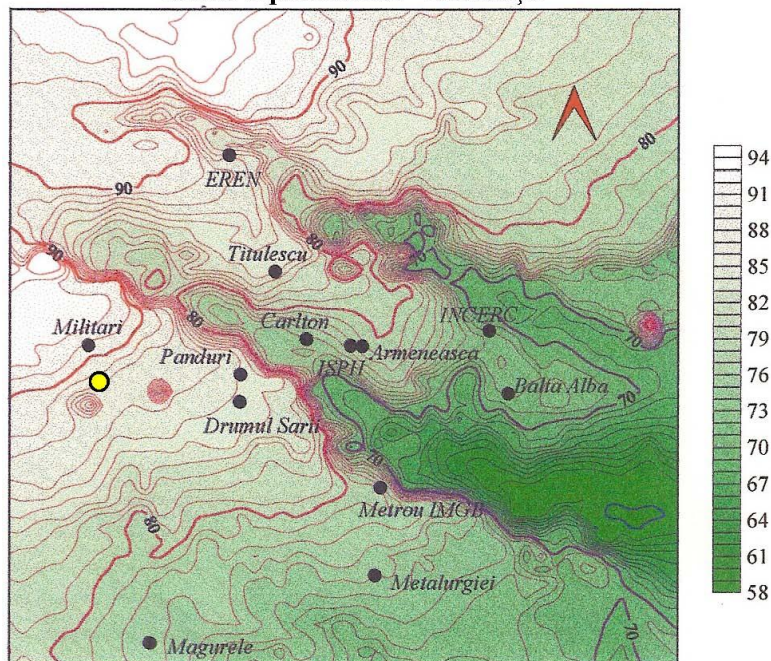 90
80
90
EREN
90
80
Titulescu
70
INCERC
80
Carlton
Militari
70
Panduri
ISPH
Armeneasca
Balta Alba
70
Drumul Sarii
70
Metrou IMGB
80
Metalurgiei
Magurele
70
94
91
88
85
82
79
76
73
70
67
64
61
58